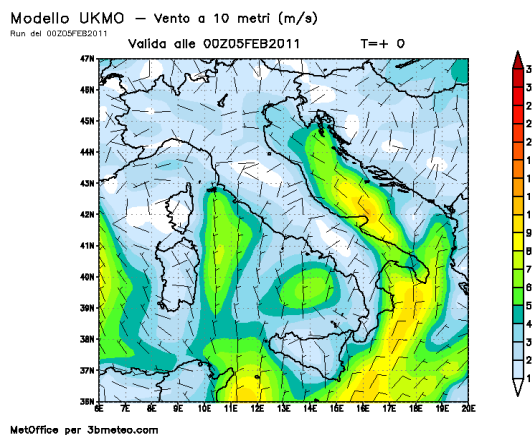 Modello UKMO – Vento a 10 metri (m/s)
Run del 00Z05FEB2011
Valida alle 00Z05FEB2011 T=+ 0
47N
46N
45N
44N
43N
42N
41N
40N
39N
38N
37N
36N
6E 7E 8E 9E 10E 11E 12E 13E 14E 15E 16E 17E 18E 19E 20E
MetOffice per 3bmeteo.com